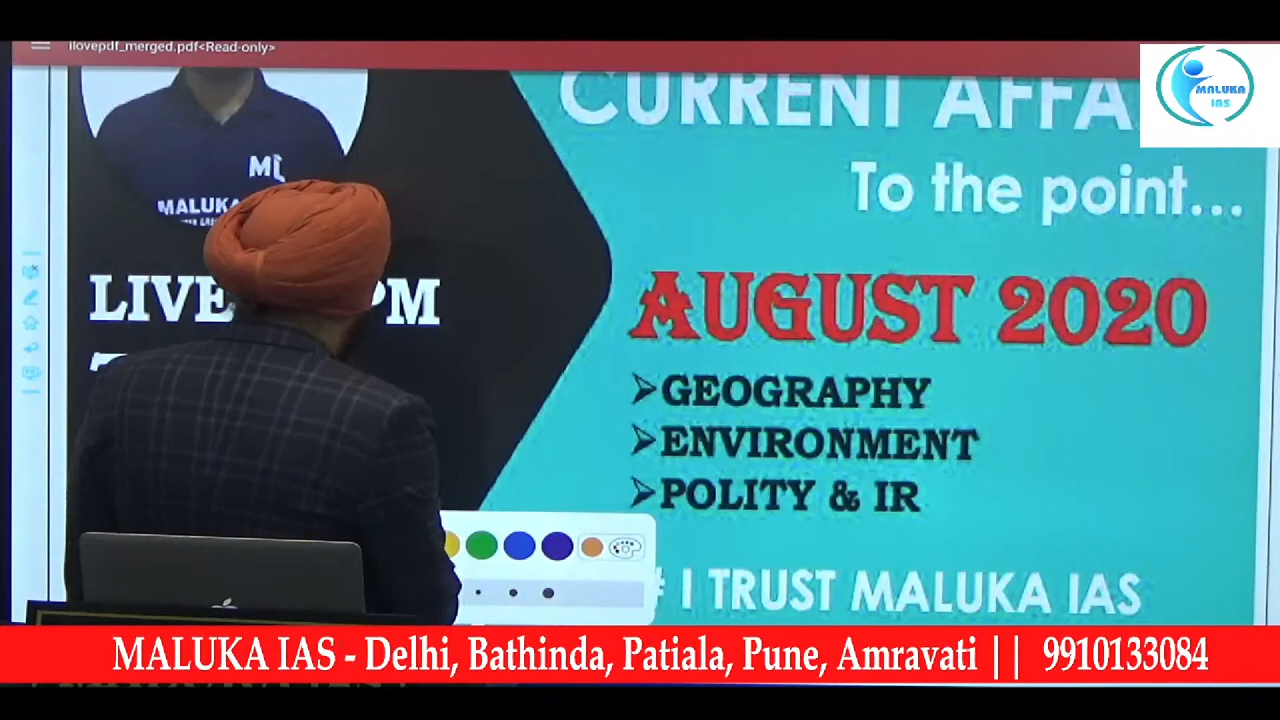 ilovepdf_merged.pdf<Read-only>
MALUKA
IAS
CURRENT AFFA
To the point...
MALUKA
LIVE PM
AUGUST 2020
➢GEOGRAPHY
➢ENVIRONMENT
➢POLITY & IR
# I TRUST MALUKA IAS
MALUKA IAS - Delhi, Bathinda, Patiala, Pune, Amravati || 9910133084